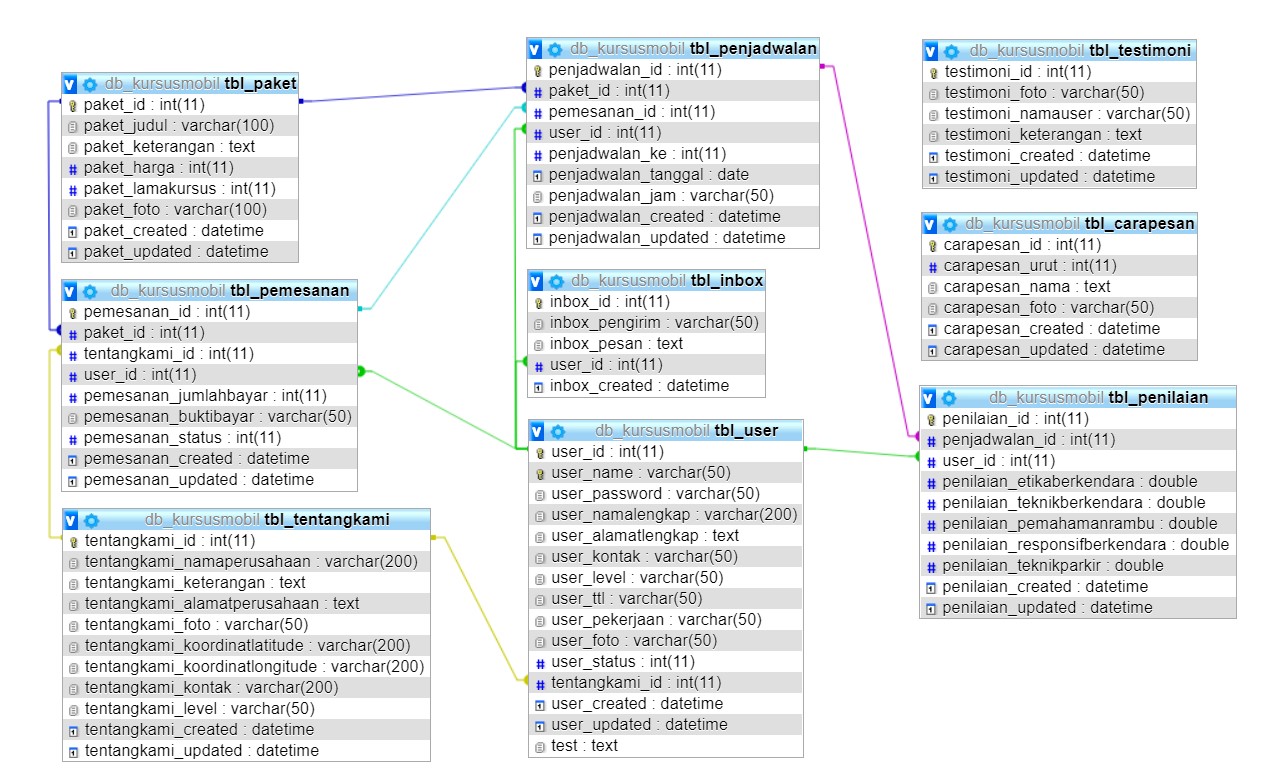 db_kursusmobil tbl_paket
paket_id : int(11)
paket_judul : varchar(100)
paket_keterangan : text
paket_harga : int(11)
paket_lamakursus : int(11)
paket_foto : varchar(100)
paket_created : datetime
paket_updated : datetime
db_kursusmobil tbl_pemesanan
pemesanan_id : int(11)
paket_id : int(11)
tentangkami_id : int(11)
user_id : int(11)
pemesanan_jumlahbayar : int(11)
pemesanan_buktibayar : varchar(50)
pemesanan_status : int(11)
pemesanan_created : datetime
pemesanan_updated : datetime
db_kursusmobil tbl_tentangkami
tentangkami_id : int(11)
tentangkami_namaperusahaan : varchar(200)
tentangkami_keterangan : text
tentangkami_alamatperusahaan : text
tentangkami_foto : varchar(50)
tentangkami_koordinatlatitude : varchar(200)
tentangkami_koordinatlongitude : varchar(200)
tentangkami_kontak : varchar(200)
tentangkami_level : varchar(50)
tentangkami_created : datetime
tentangkami_updated : datetime
db_kursusmobil tbl_penjadwalan
penjadwalan_id : int(11)
paket_id : int(11)
pemesanan_id : int(11)
user_id : int(11)
penjadwalan_ke : int(11)
penjadwalan_tanggal : date
penjadwalan_jam : varchar(50)
penjadwalan_created : datetime
penjadwalan_updated : datetime
db_kursusmobil tbl_inbox
inbox_id : int(11)
inbox_pengirim : varchar(50)
inbox_pesan : text
user_id : int(11)
inbox_created : datetime
db_kursusmobil tbl_user
user_id : int(11)
user_name : varchar(50)
user_password : varchar(50)
user_namalengkap : varchar(200)
user_alamatlengkap : text
user_kontak : varchar(50)
user_level : varchar(50)
user_ttl : varchar(50)
user_pekerjaan : varchar(50)
user_foto : varchar(50)
user_status : int(11)
tentangkami_id : int(11)
user_created : datetime
user_updated : datetime
test : text
db_kursusmobil tbl_testimoni
testimoni_id : int(11)
testimoni_foto : varchar(50)
testimoni_namauser : varchar(50)
testimoni_keterangan : text
testimoni_created : datetime
testimoni_updated : datetime
db_kursusmobil tbl_carapesan
carapesan_id : int(11)
carapesan_urut : int(11)
carapesan_nama : text
carapesan_foto : varchar(50)
carapesan_created : datetime
carapesan_updated : datetime
db_kursusmobil tbl_penilaian
penilaian_id : int(11)
penjadwalan_id : int(11)
user_id : int(11)
penilaian_etikaberkendara : double
penilaian_teknikberkendara : double
penilaian_pemahamanrambu : double
penilaian_responsifberkendara : double
penilaian_teknikparkir : double
penilaian_created : datetime
penilaian_updated : datetime